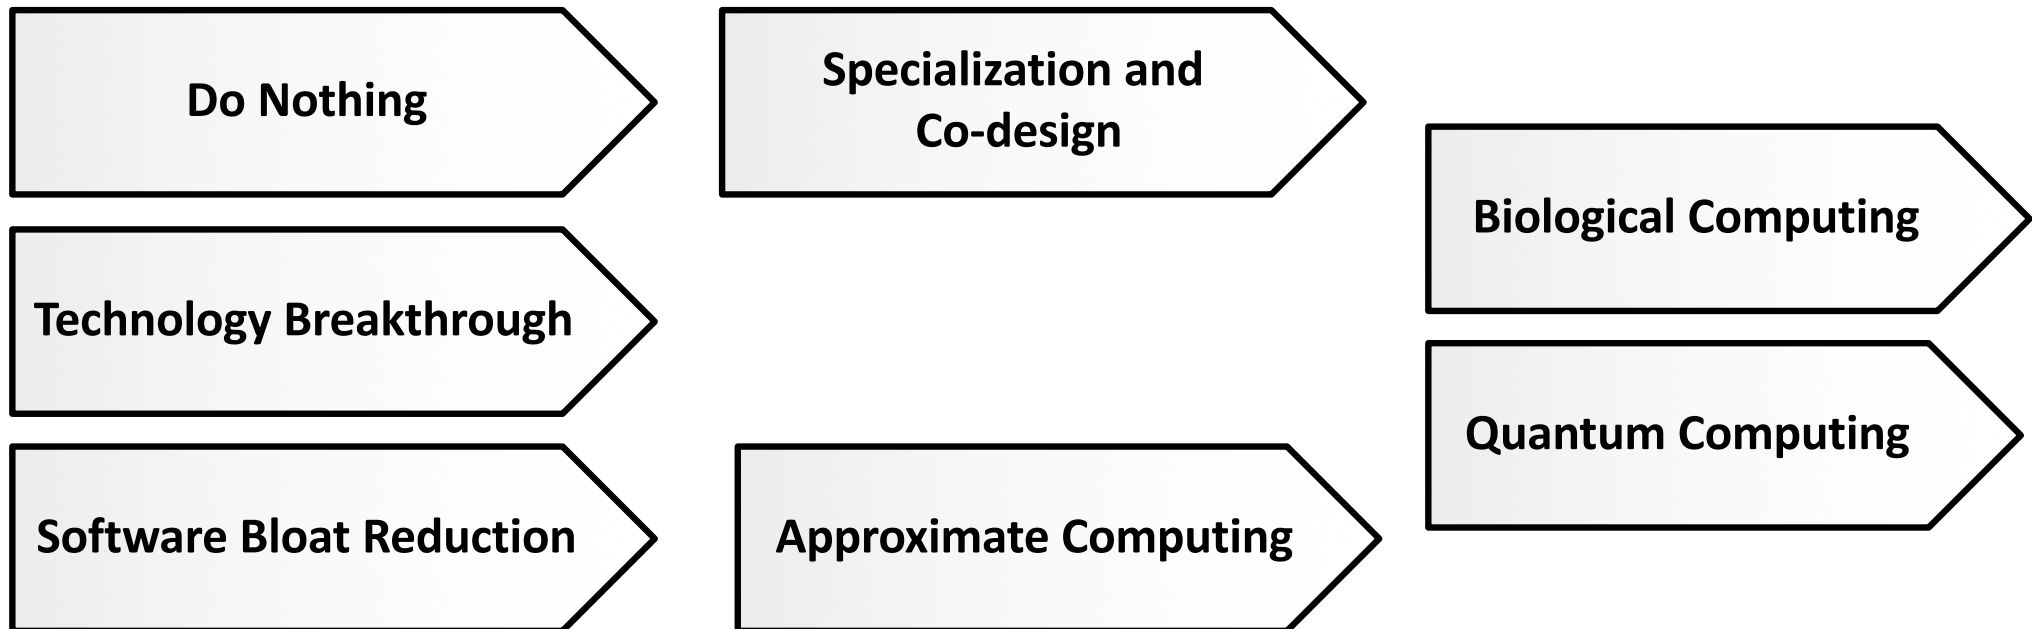 Do Nothing
Technology Breakthrough
Software Bloat Reduction
Specialization and
Co-design
Approximate Computing
Biological Computing
Quantum Computing